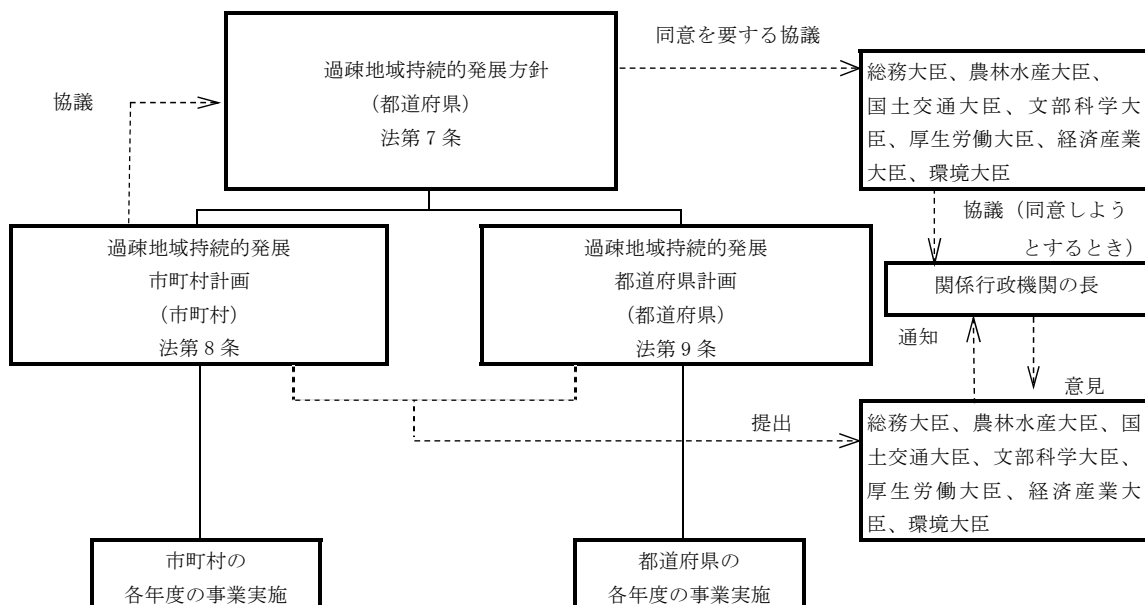 同意を要する協議
過疎地域持続的発展方針
(都道府県)
法第7条
協議
総務大臣、農林水産大臣、
国土交通大臣、文部科学大
臣、厚生労働大臣、経済産業
大臣、環境大臣
協議（同意しよう
とするとき）
過疎地域持続的発展
市町村計画
(市町村)
法第8条
過疎地域持続的発展
都道府県計画
(都道府県)
法第9条
関係行政機関の長
通知
意見
提出
総務大臣、農林水産大臣、国
土交通大臣、文部科学大臣、
厚生労働大臣、経済産業大
臣、環境大臣
市町村の
各年度の事業実施
都道府県の
各年度の事業実施